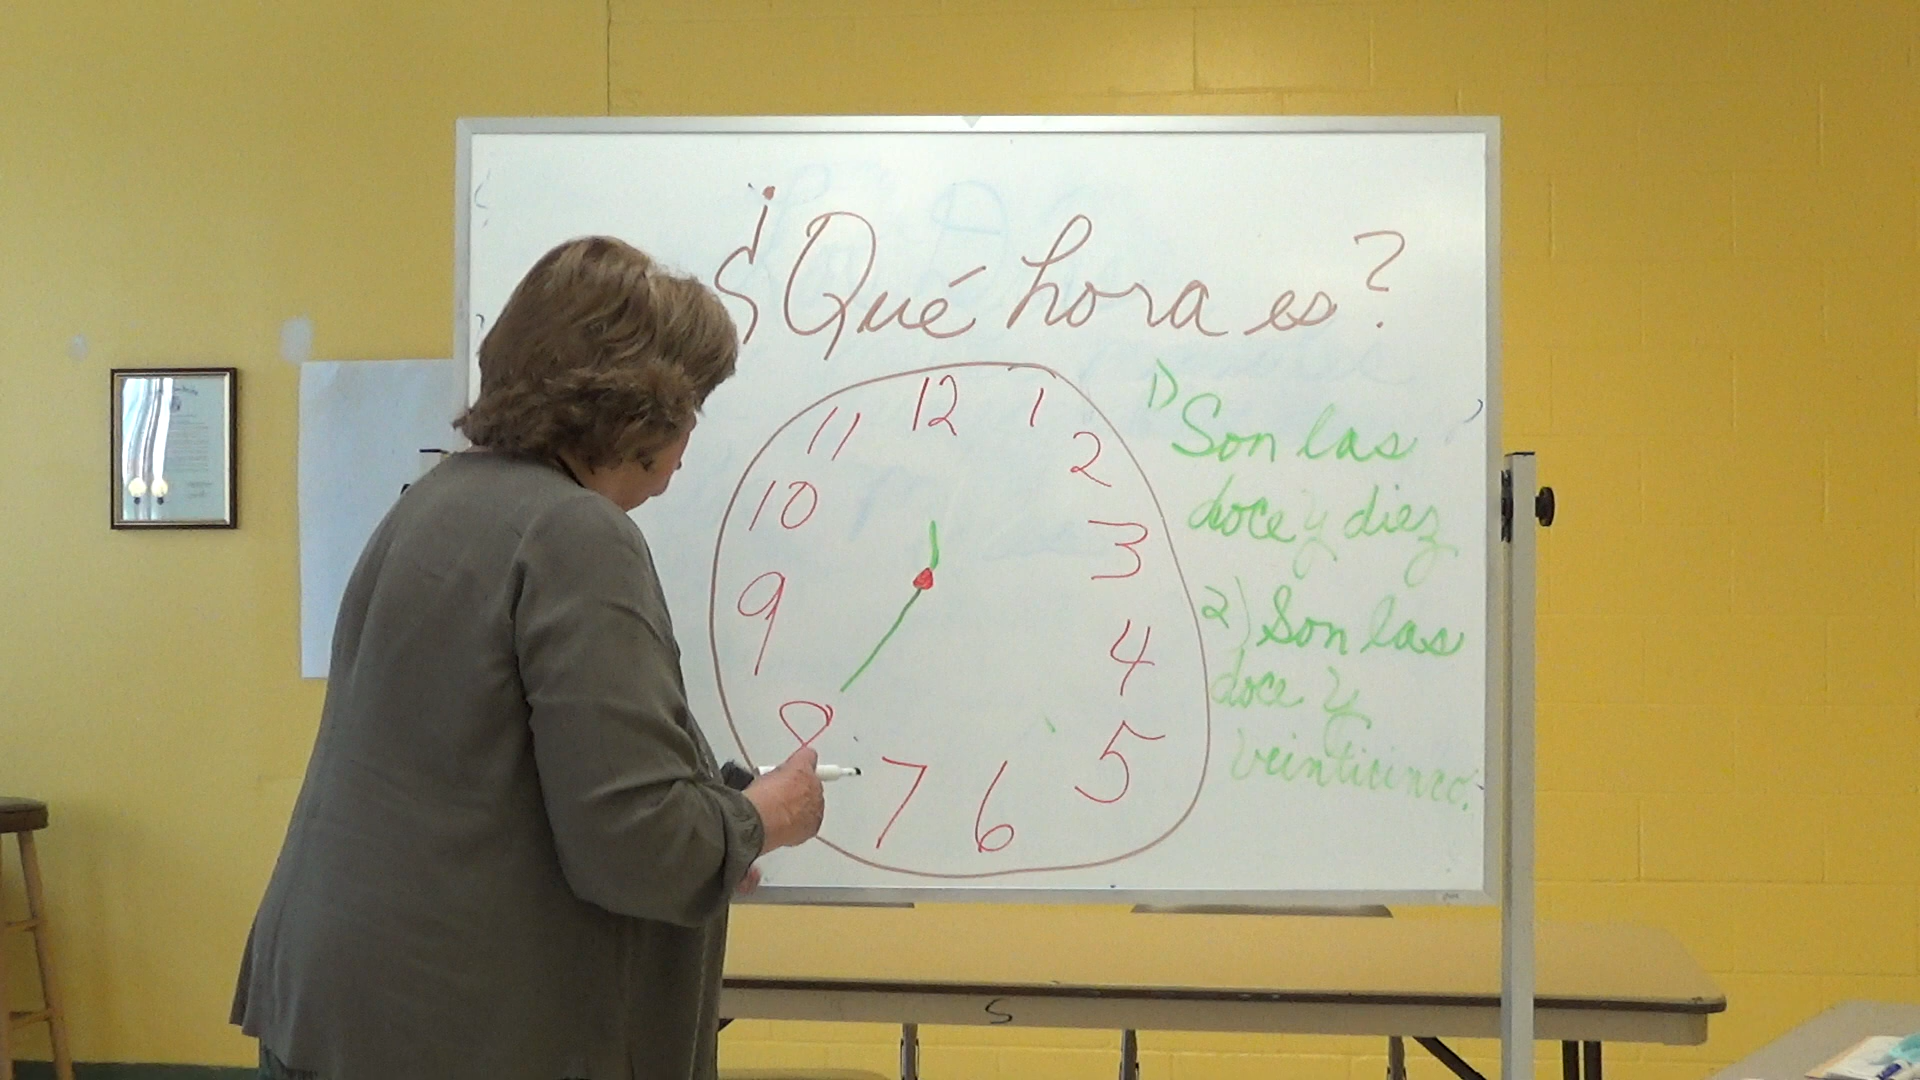 ¿Qué hora es?
12
11
1
10
2
9
3
8
4
7
6
5
1) Son las
doce y diez
2) Son las
doce y
veinticinco.
S